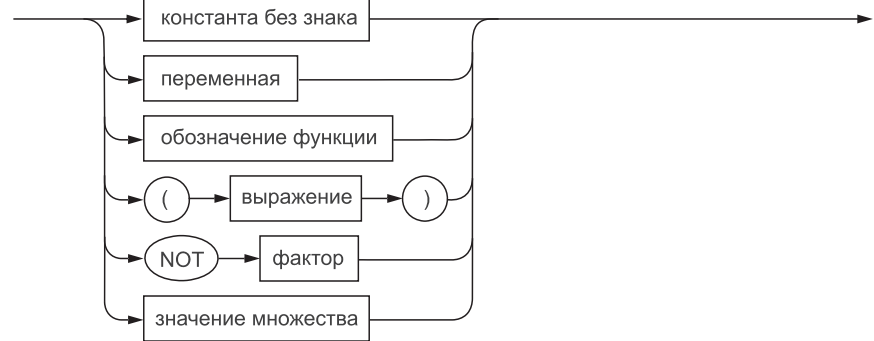 константа без знака
переменная
обозначение функции
( выражение )
NOT фактор
значение множества